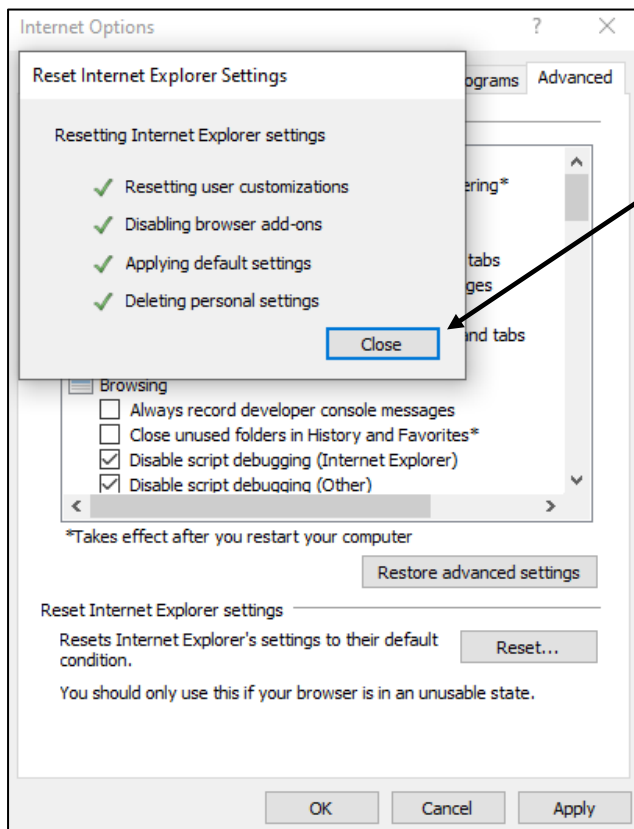 Internet Options ?
Reset Internet Explorer Settings
ograms Advanced
Resetting Internet Explorer settings
Resetting user customizations
ering*
Disabling browser add-ons
Applying default settings
tabs
ges
Deleting personal settings
and tabs
Close
Browsing
Always record developer console messages
Close unused folders in History and Favorites*
Disable script debugging (Internet Explorer)
Disable script debugging (Other)
*Takes effect after you restart your computer
Restore advanced settings
Reset Internet Explorer settings
Resets Internet Explorer's settings to their default
condition.
Reset...
You should only use this if your browser is in an unusable state.
OK Cancel Apply